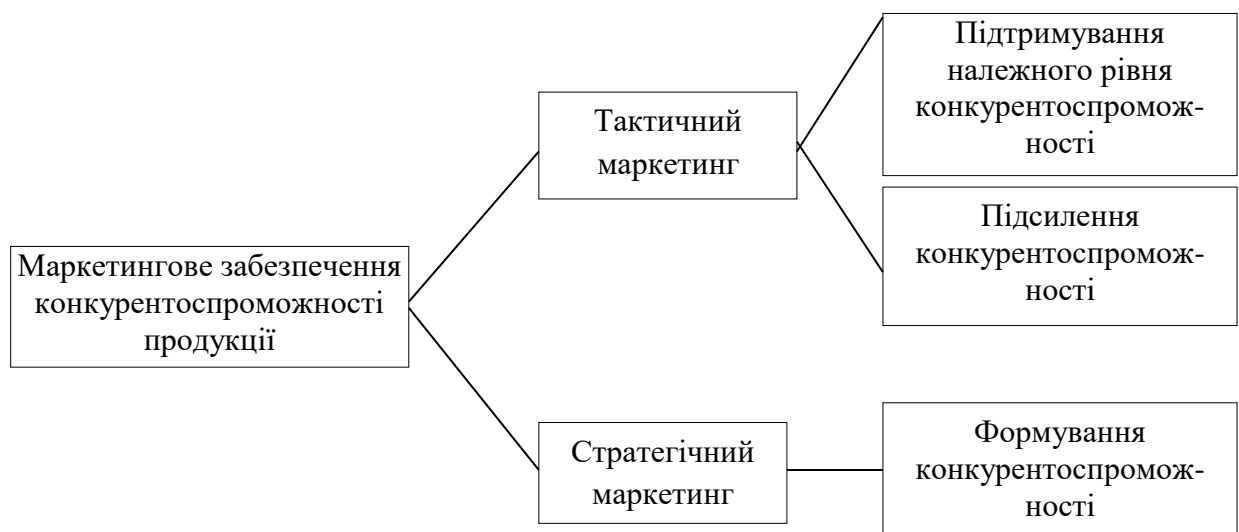 Маркетингове забезпечення
конкурентоспроможності
продукції
Тактичний
маркетинг
Підтримування
належного рівня
конкурентоспромож-
ності
Підсилення
конкурентоспромож-
ності
Стратегічний
маркетинг
Формування
конкурентоспромож-
ності